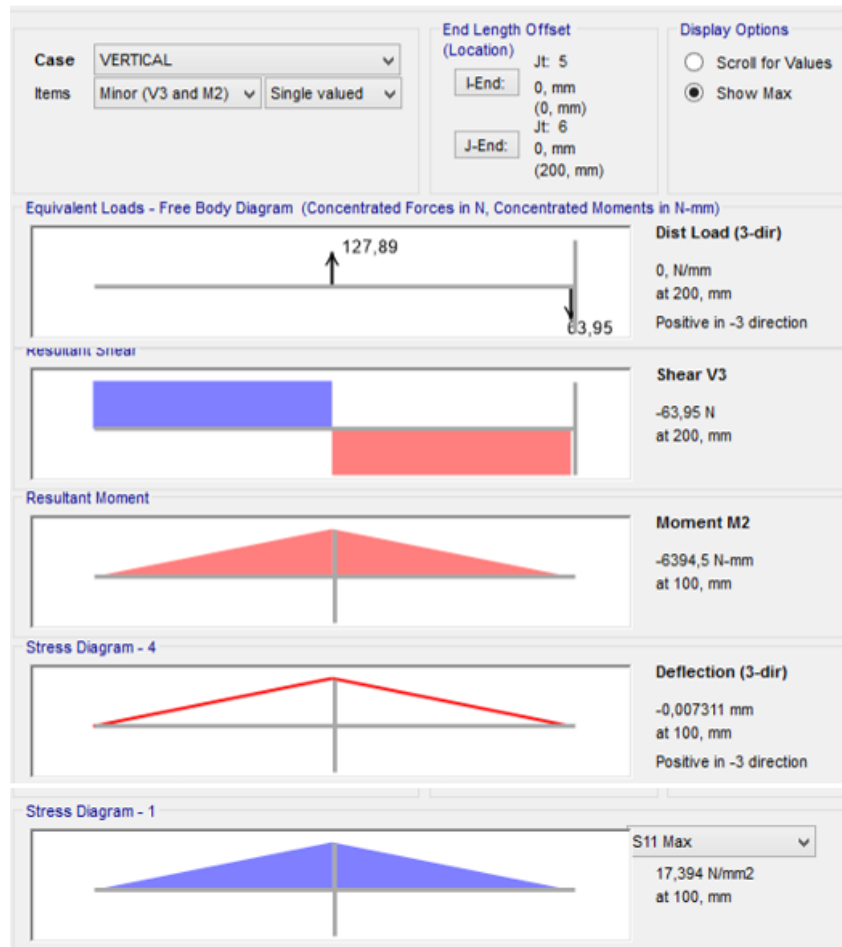 Case VERTICAL
Items Minor (V3 and M2) Single valued
End Length Offset
(Location)
I-End:
Jt: 5
0, mm
(0, mm)
J-End:
Jt: 6
0, mm
(200, mm)
Display Options
Scroll for Values
Show Max
Equivalent Loads - Free Body Diagram (Concentrated Forces in N, Concentrated Moments in N-mm)
127,89
63,95
Dist Load (3-dir)
0, N/mm
at 200, mm
Positive in -3 direction
Resultant Shear
Shear V3
-63,95 N
at 200, mm
Resultant Moment
Moment M2
-6394,5 N-mm
at 100, mm
Stress Diagram - 4
Deflection (3-dir)
-0,007311 mm
at 100, mm
Positive in -3 direction
Stress Diagram - 1
S11 Max
17,394 N/mm2
at 100, mm